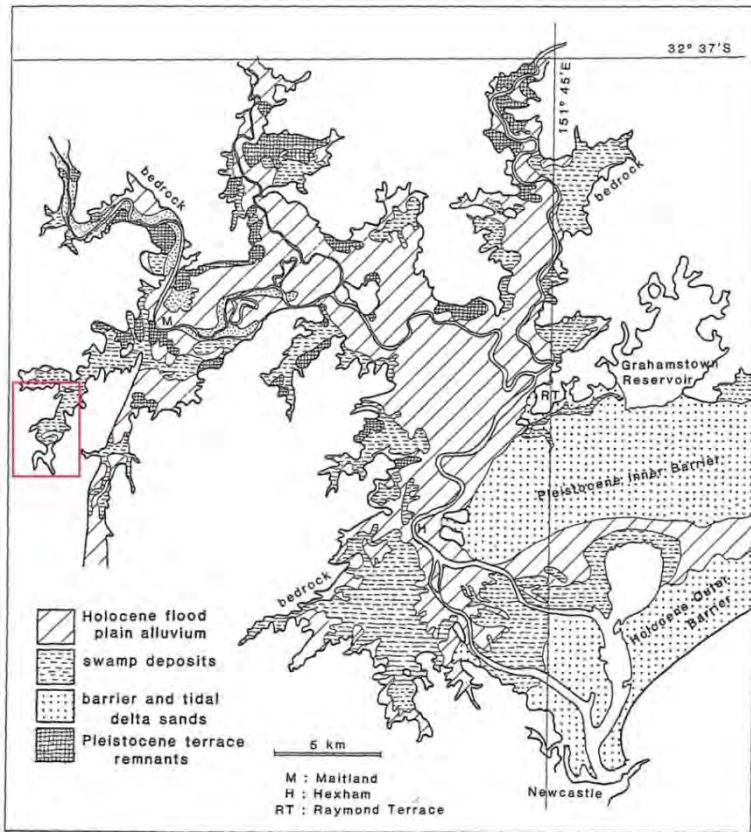 32° 37'S
151° 45'E
bedrock
bedrock
M
Grahamstown
Reservoir
RT
Pleistocene Inner Barrier
H
bedrock
Holocene Outer
Barrier
Holocene flood
plain alluvium
swamp deposits
barrier and tidal
delta sands
Pleistocene terrace
remnants
5 km
M : Maitland
H : Hexham
RT : Raymond Terrace
Newcastle